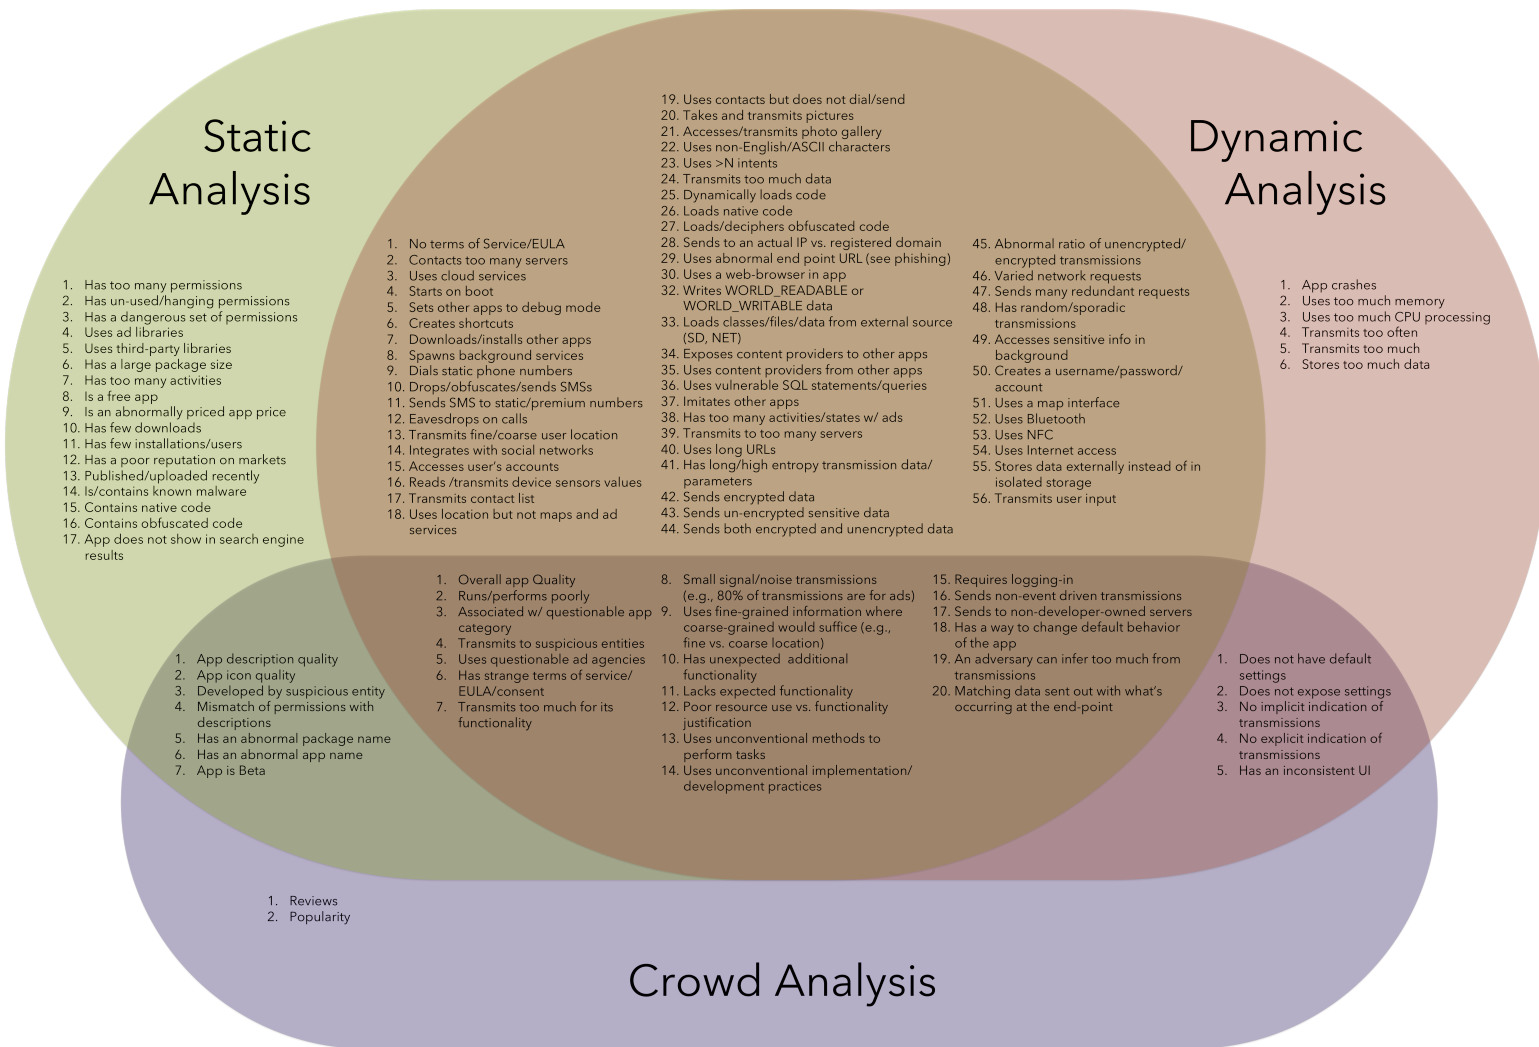 Static
Analysis
Dynamic
Analysis
1. Has too many permissions
2. Has un-used/hanging permissions
3. Has a dangerous set of permissions
4. Uses ad libraries
5. Uses third-party libraries
6. Has a large package size
7. Has too many activities
8. Is a free app
9. Is an abnormally priced app price
10. Has few downloads
11. Has few installations/users
12. Has a poor reputation on markets
13. Published/uploaded recently
14. Is/contains known malware
15. Contains native code
16. Contains obfuscated code
17. App does not show in search engine
results
1. No terms of Service/EULA
2. Contacts too many servers
3. Uses cloud services
4. Starts on boot
5. Sets other apps to debug mode
6. Creates shortcuts
7. Downloads/installs other apps
8. Spawns background services
9. Dials static phone numbers
10. Drops/obfuscates/sends SMSs
11. Sends SMS to static/premium numbers
12. Eavesdrops on calls
13. Transmits fine/coarse user location
14. Integrates with social networks
15. Accesses user's accounts
16. Reads /transmits device sensors values
17. Transmits contact list
18. Uses location but not maps and ad
services
19. Uses contacts but does not dial/send
20. Takes and transmits pictures
21. Accesses/transmits photo gallery
22. Uses non-English/ASCII characters
23. Uses >N intents
24. Transmits too much data
25. Dynamically loads code
26. Loads native code
27. Loads/deciphers obfuscated code
28. Sends to an actual IP vs. registered domain
29. Uses abnormal end point URL (see phishing)
30. Uses a web-browser in app
32. Writes WORLD_READABLE or
WORLD_WRITABLE data
33. Loads classes/files/data from external source
(SD, NET)
34. Exposes content providers to other apps
35. Uses content providers from other apps
36. Uses vulnerable SQL statements/queries
37. Imitates other apps
38. Has too many activities/states w/ ads
39. Transmits to too many servers
40. Uses long URLs
41. Has long/high entropy transmission data/
parameters
42. Sends encrypted data
43. Sends un-encrypted sensitive data
44. Sends both encrypted and unencrypted data
45. Abnormal ratio of unencrypted/
encrypted transmissions
46. Varied network requests
47. Sends many redundant requests
48. Has random/sporadic
transmissions
49. Accesses sensitive info in
background
50. Creates a username/password/
account
51. Uses a map interface
52. Uses Bluetooth
53. Uses NFC
54. Uses Internet access
55. Stores data externally instead of in
isolated storage
56. Transmits user input
1. App crashes
2. Uses too much memory
3. Uses too much CPU processing
4. Transmits too often
5. Transmits too much
6. Stores too much data
1. App description quality
2. App icon quality
3. Developed by suspicious entity
4. Mismatch of permissions with
descriptions
5. Has an abnormal package name
6. Has an abnormal app name
7. App is Beta
1. Overall app Quality
2. Runs/performs poorly
3. Associated w/ questionable app
category
4. Transmits to suspicious entities
5. Uses questionable ad agencies
6. Has strange terms of service/
EULA/consent
7. Transmits too much for its
functionality
8. Small signal/noise transmissions
(e.g., 80% of transmissions are for ads)
9. Uses fine-grained information where
coarse-grained would suffice (e.g.,
fine vs. coarse location)
10. Has unexpected additional
functionality
11. Lacks expected functionality
12. Poor resource use vs. functionality
justification
13. Uses unconventional methods to
perform tasks
14. Uses unconventional implementation/
development practices
15. Requires logging-in
16. Sends non-event driven transmissions
17. Sends to non-developer-owned servers
18. Has a way to change default behavior
of the app
19. An adversary can infer too much from
transmissions
20. Matching data sent out with what's
occurring at the end-point
1. Does not have default
settings
2. Does not expose settings
3. No implicit indication of
transmissions
4. No explicit indication of
transmissions
5. Has an inconsistent UI
1. Reviews
2. Popularity
Crowd Analysis